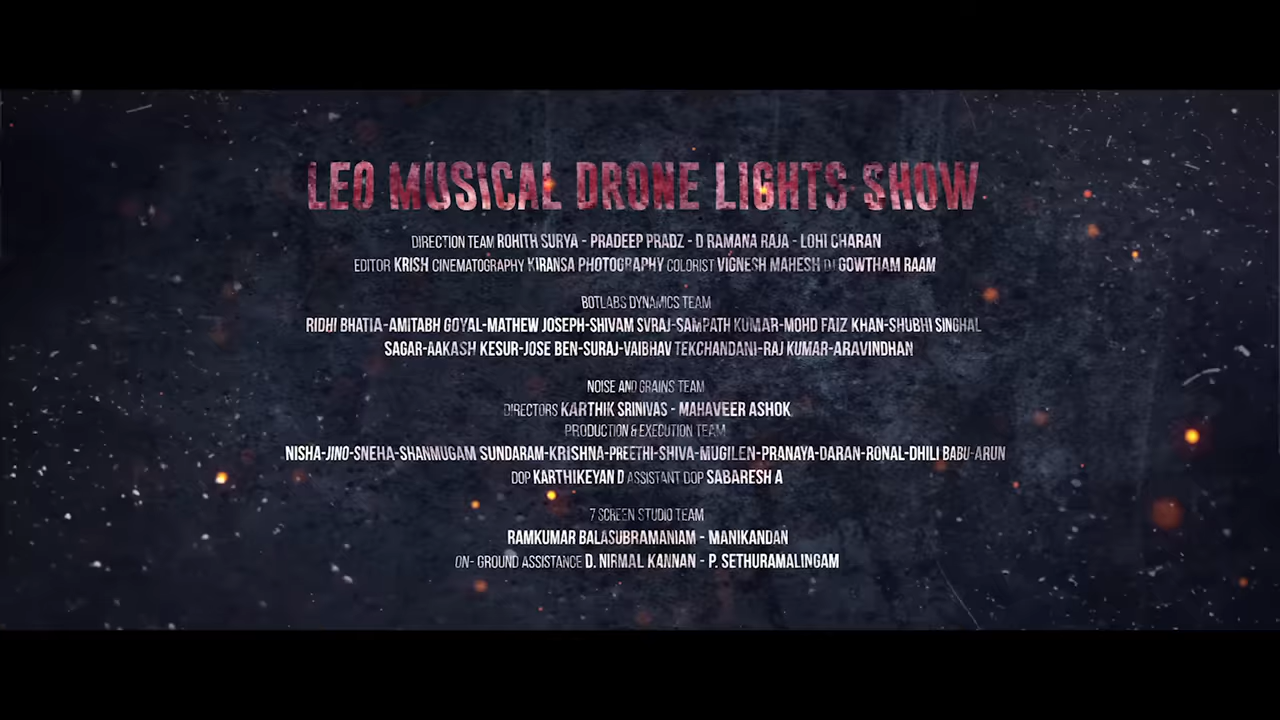 LEO MUSICAL DRONE LIGHTS SHOW
DIRECTION TEAM ROHITH SURYA - PRADEEP PRADZ - D RAMANA RAJA - LOHI CHARAN
EDITOR KRISH CINEMATOGRAPHY KIRANSA PHOTOGRAPHY COLORIST VIGNESH MAHESH DI GOWTHAM RAAM
BOTLABS DYNAMICS TEAM
RIDHI BHATIA-AMITABH GOYAL-MATHEW JOSEPH-SHIVAM SVRAJ-SAMPATH KUMAR-MOHD FAIZ KHAN-SHUBHI SINGHAL
SAGAR-AAKASH KESUR-JOSE BEN-SURAJ-VAIBHAV TEKCHANDANI-RAJ KUMAR-ARAVINDHAN
NOISE AND GRAINS TEAM
DIRECTORS KARTHIK SRINIVAS - MAHAVEER ASHOK
PRODUCTION & EXECUTION TEAM
NISHA-JINO-SNEHA-SHANMUGAM SUNDARAM-KRISHNA-PREETHI-SHIVA-MUGILEN-PRANAYA-DARAN-RONAL-DHILI BABU-ARUN
DOP KARTHIKEYAN D ASSISTANT DOP SABARESH A
7 SCREEN STUDIO TEAM
RAMKUMAR BALASUBRAMANIAM - MANIKANDAN
ON- GROUND ASSISTANCE D. NIRMAL KANNAN - P. SETHURAMALINGAM